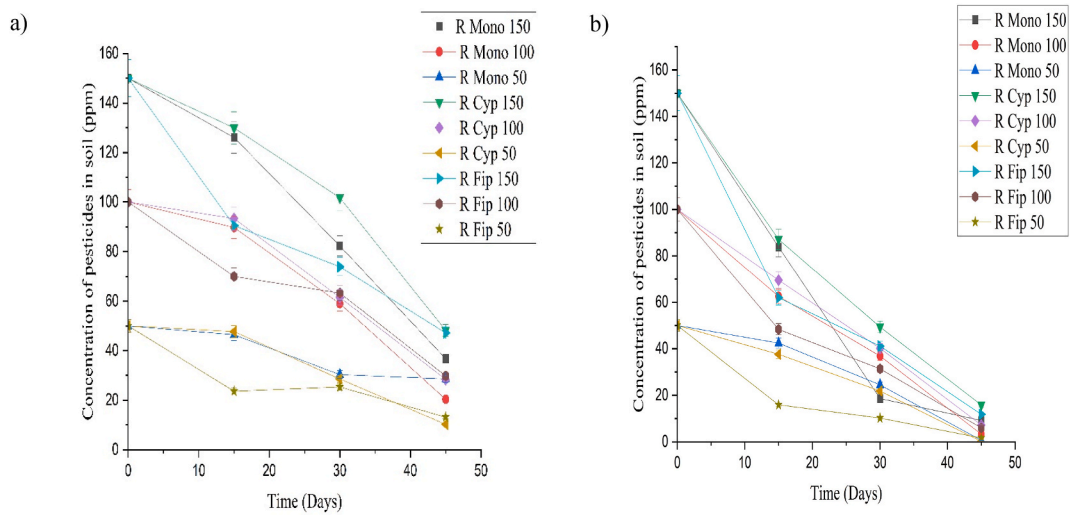 a)
R Mono 150
R Mono 100
R Mono 50
R Cyp 150
R Cyp 100
R Cyp 50
R Fip 150
R Fip 100
R Fip 50
Concentration of pesticides in soil (ppm)
160
140
120
100
80
60
40
20
0
0 10 20 30 40 50
Time (Days)
b)
R Mono 150
R Mono 100
R Mono 50
R Cyp 150
R Cyp 100
R Cyp 50
R Fip 150
R Fip 100
R Fip 50
Concentration of pesticides in soil (ppm)
160
140
120
100
80
60
40
20
0
0 10 20 30 40 50
Time (Days)